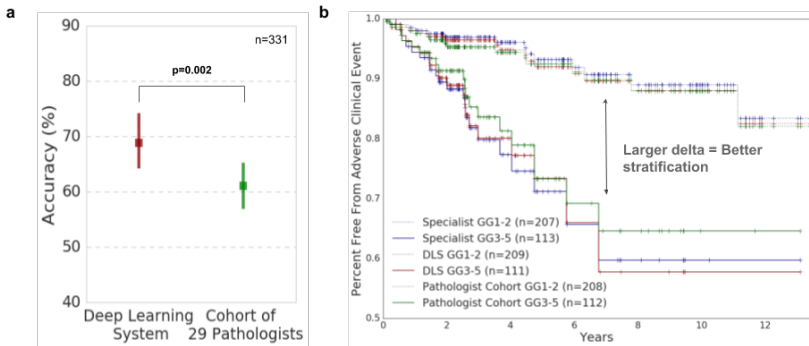 a
n=331
p=0.002
Accuracy (%)
90
80
70
60
50
40
Deep Learning
System
Cohort of
29 Pathologists
b
Percent Free From Adverse Clinical Event
1.0
0.9
0.8
0.7
0.6
0.5
Larger delta = Better
stratification
Specialist GG1-2 (n=207)
Specialist GG3-5 (n=113)
DLS GG1-2 (n=209)
DLS GG3-5 (n=111)
Pathologist Cohort GG1-2 (n=208)
Pathologist Cohort GG3-5 (n=112)
0 2 4 6 8 10 12
Years